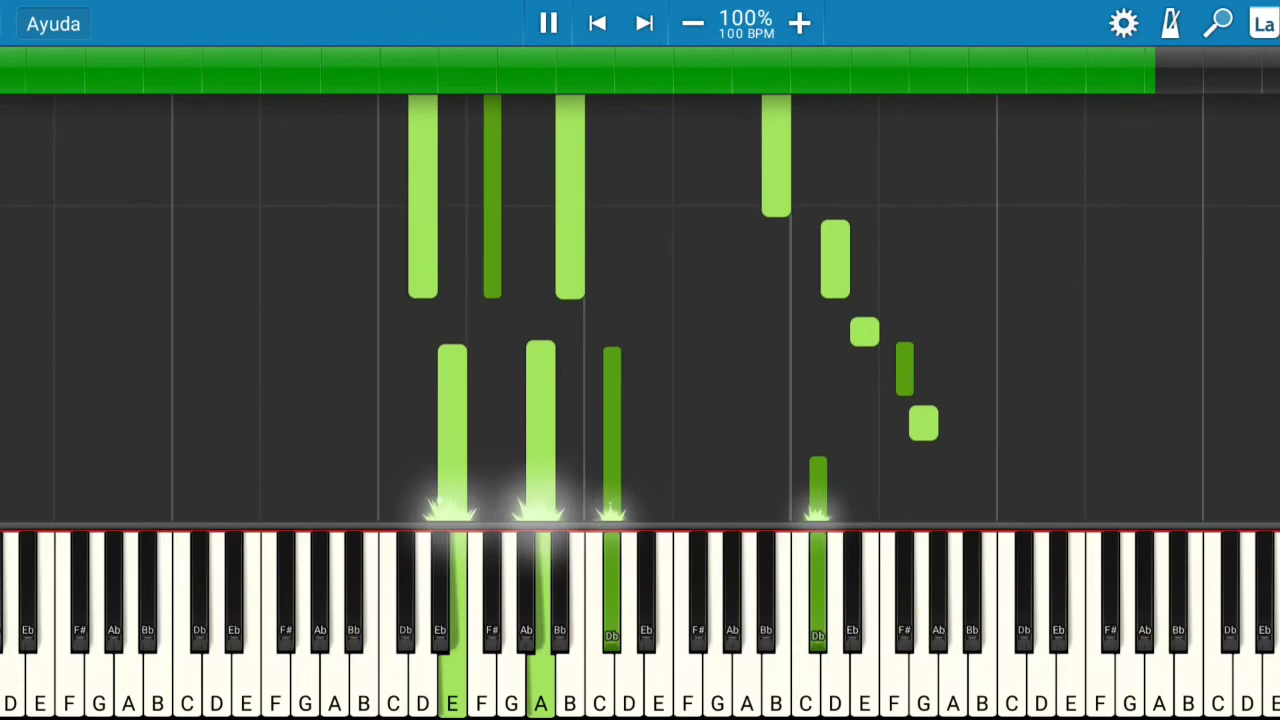 Ayuda
100%
100 BPM
La
Eb F# Ab Bb Db Eb F# Ab Bb Db Eb F# Ab Bb Db Eb F# Ab Bb Db Eb F# Ab Bb Db Eb F# Ab Bb Db Eb
D E F G A B C D E F G A B C D E F G A B C D E F G A B C D E F G A B C D E F G A B C D E